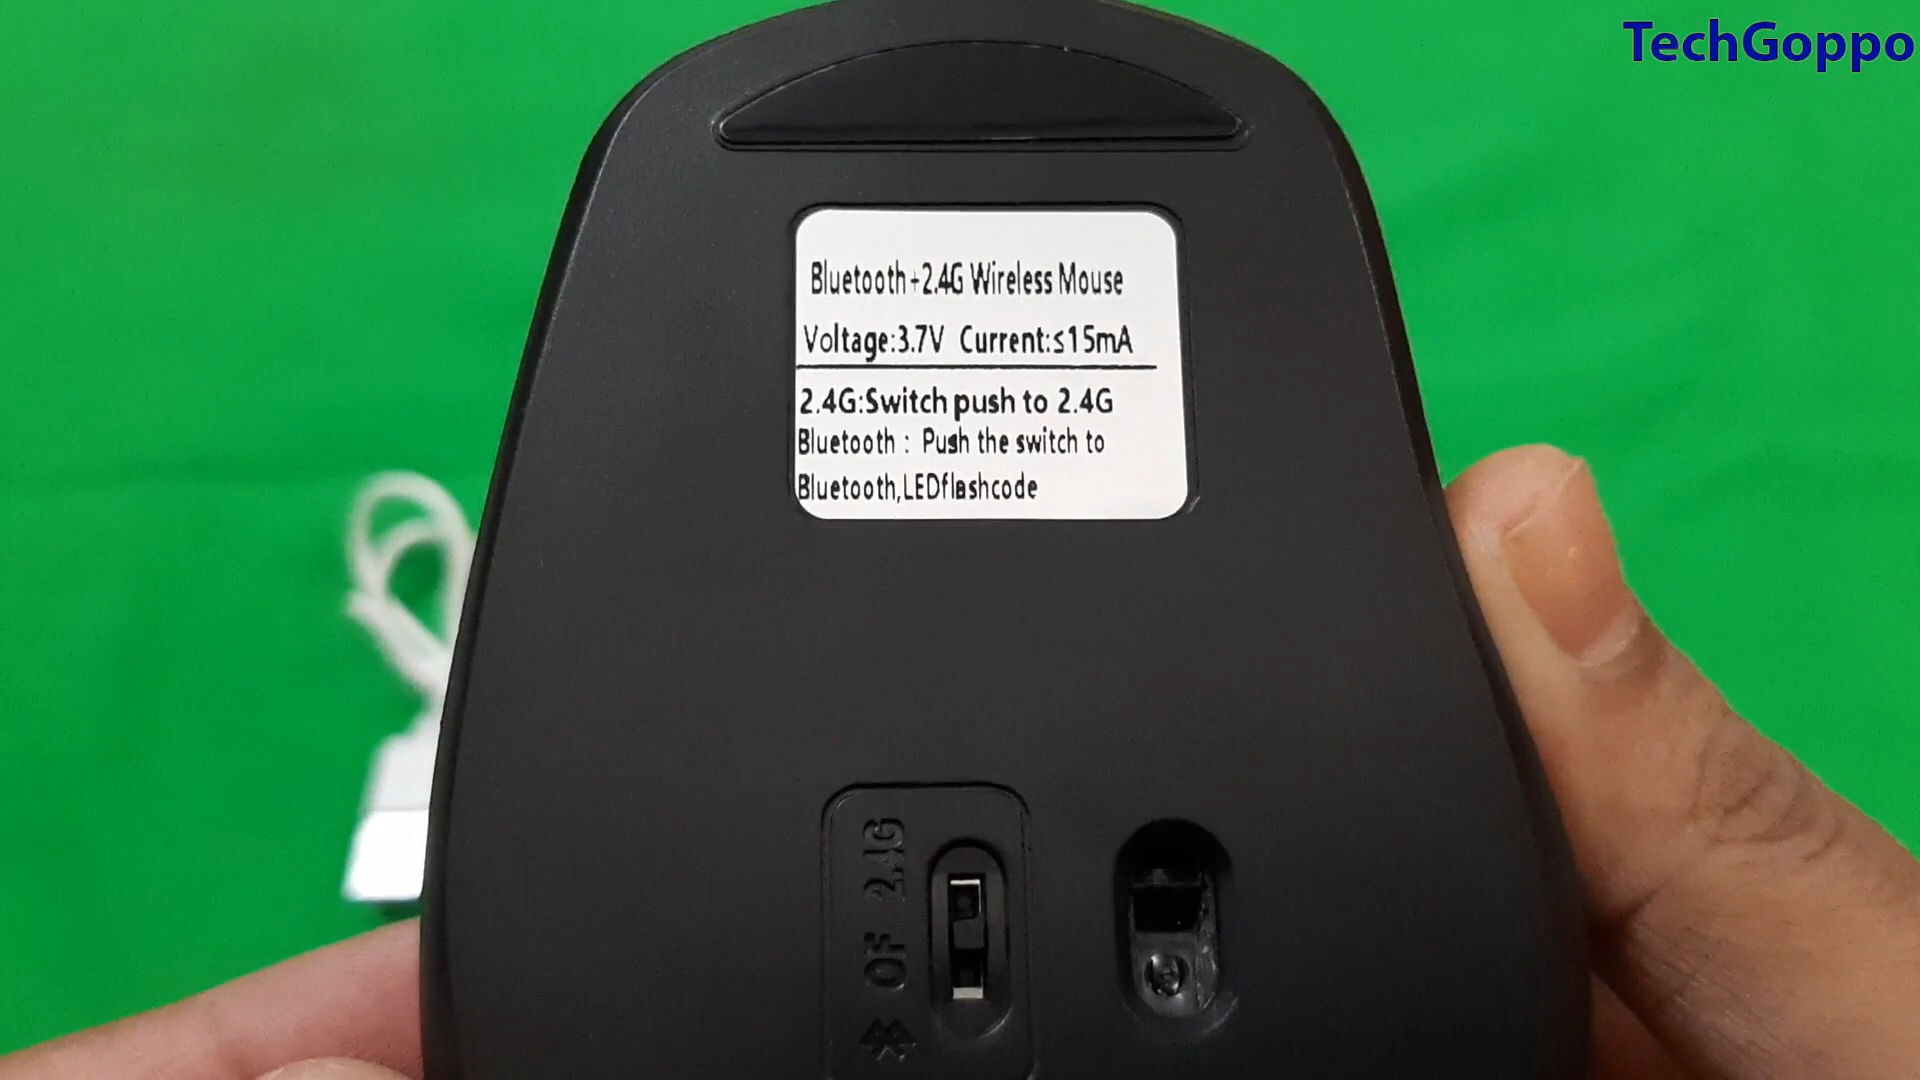 TechGoppo
Bluetooth+2.4G Wireless Mouse
Voltage:3.7V Current:≤15mA
2.4G:Switch push to 2.4G
Bluetooth : Push the switch to
Bluetooth,LEDflashcode
OF 2.4G